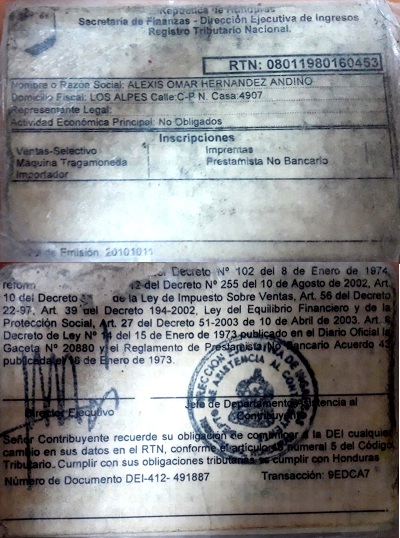 República de Honduras
Secretaría de Finanzas - Dirección Ejecutiva de Ingresos
Registro Tributario Nacional.
RTN: 08011980160453
Nombre o Razón Social: ALEXIS OMAR HERNANDEZ ANDINO
Domicilio Fiscal: LOS ALPES Calle:C-P N. Casa:4907
Representante Legal:
Actividad Económica Principal: No Obligados
Inscripciones
Ventas-Selectivo Imprentas
Máquina Tragamoneda Prestamista No Bancario
Importador
de Emisión: 20101011
del Decreto Nº 102 del 8 de Enero de 1974,
reform 12 del Decreto Nº 255 del 10 de Agosto de 2002, Art.
10 del Decreto de la Ley de Impuesto Sobre Ventas, Art. 56 del Decreto
22-97, Art. 39 del Decreto 194-2002, Ley del Equilibrio Financiero y de la
Protección Social, Art. 27 del Decreto 51-2003 de 10 de Abril de 2003. Art. 8
Decreto de Ley Nº 14 del 15 de Enero de 1973 publicado en el Diario Oficial la
Gaceta Nº 20880 y el Reglamento de Prestamista No Bancario Acuerdo 42
publicada el 18 de Enero de 1973.
Director Ejecutivo
Jefe de Departamento Asistencia al
Contribuyente
Señor Contribuyente recuerde su obligación de comunicar a la DEI cualquier
cambio en sus datos en el RTN, conforme el artículo numeral 5 del Código
Tributario. Cumplir con sus obligaciones tributarias es cumplir con Honduras
Número de Documento DEI-412- 491887 Transacción: 9EDCA7